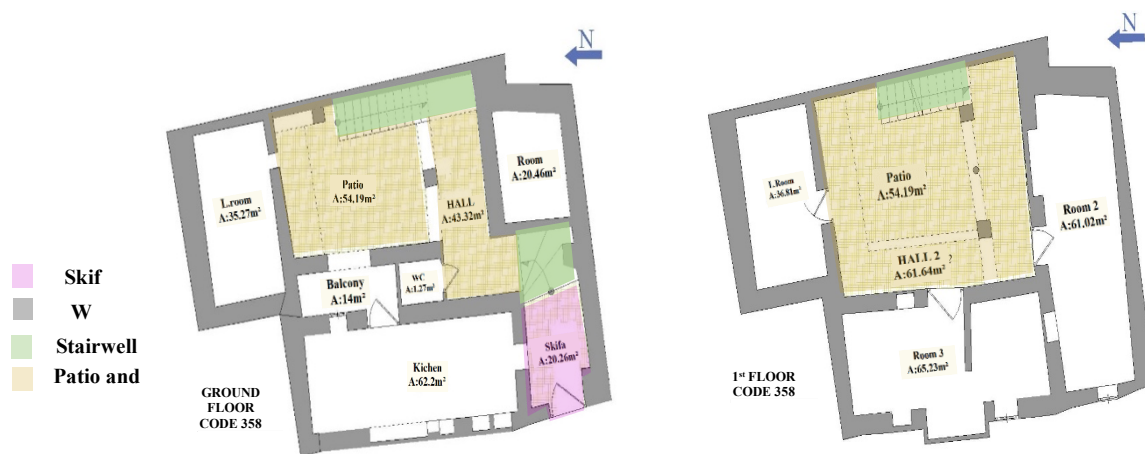 N
L.room
A:35.27m²
Patio
A:54.19m²
HALL
A:43.32m²
Room
A:20.46m²
Balcony
A:14m²
WC
A:1.27m²
Kichen
A:62.2m²
Skifa
A:20.26m²
GROUND
FLOOR
CODE 358
Skif
W
Stairwell
Patio and
N
L.Room
A:36.81m²
Patio
A:54.19m²
HALL 2
A:61.64m²
?
Room 2
A:61.02m²
Room 3
A:65.23m²
1st FLOOR
CODE 358